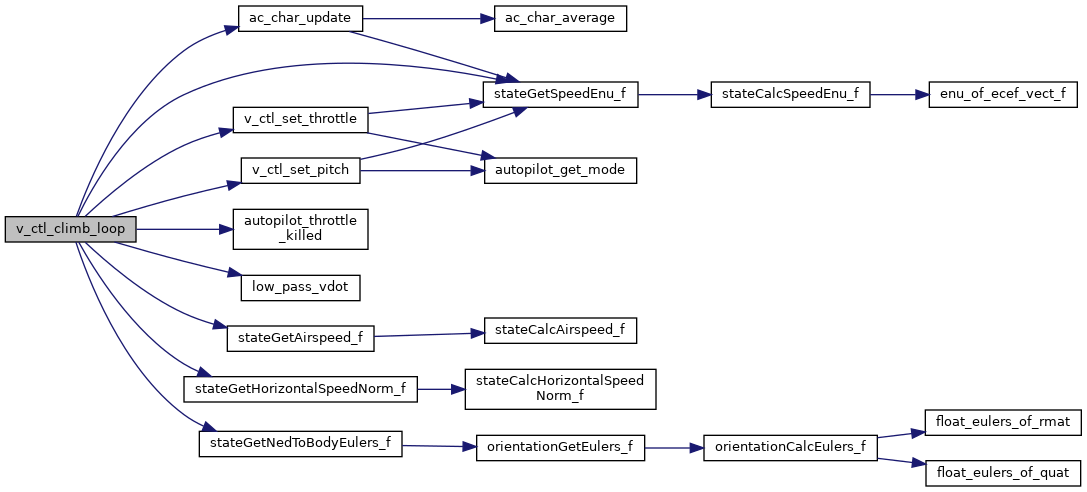 ac_char_update
ac_char_average
stateGetSpeedEnu_f
stateCalcSpeedEnu_f
enu_of_ecef_vect_f
v_ctl_set_throttle
v_ctl_set_pitch
autopilot_get_mode
v_ctl_climb_loop
autopilot_throttle
_killed
low_pass_vdot
stateGetAirspeed_f
stateCalcAirspeed_f
stateGetHorizontalSpeedNorm_f
stateCalcHorizontalSpeed
Norm_f
stateGetNedToBodyEulers_f
orientationGetEulers_f
orientationCalcEulers_f
float_eulers_of_rmat
float_eulers_of_quat